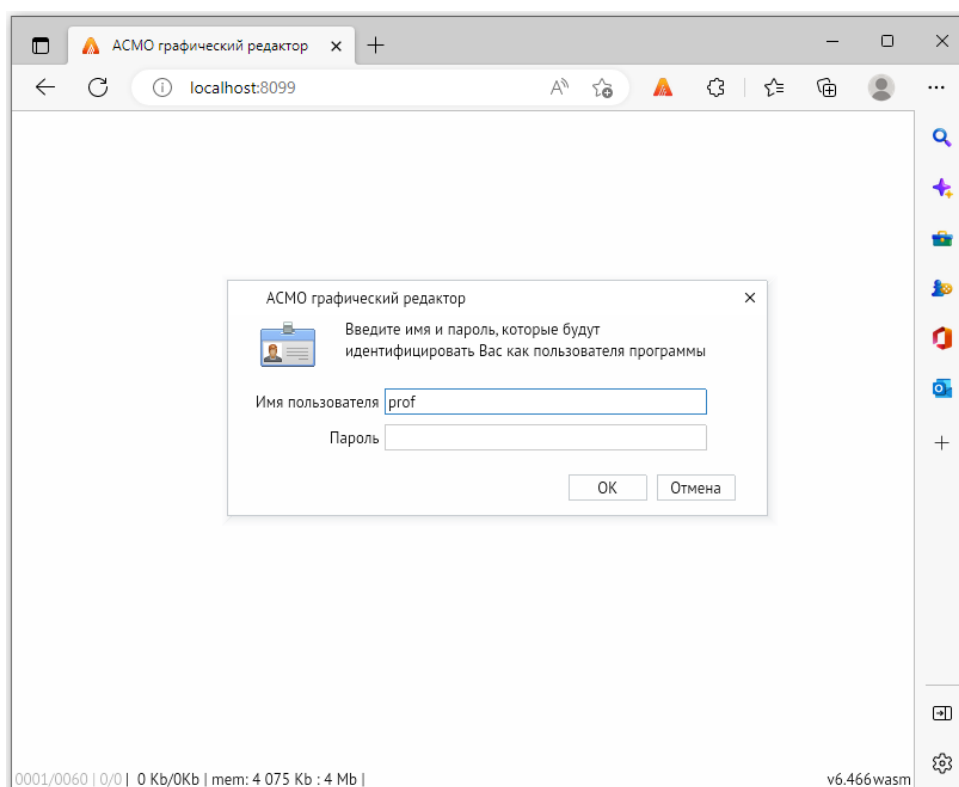 АСМО графический редактор
localhost:8099
АСМО графический редактор
Введите имя и пароль, которые будут
идентифицировать Вас как пользователя программы
Имя пользователя prof
Пароль
ОК Отмена
0001/0060 | 0/0 | 0 Kb/0Kb | mem: 4 075 Kb : 4 Mb | v6.466wasm